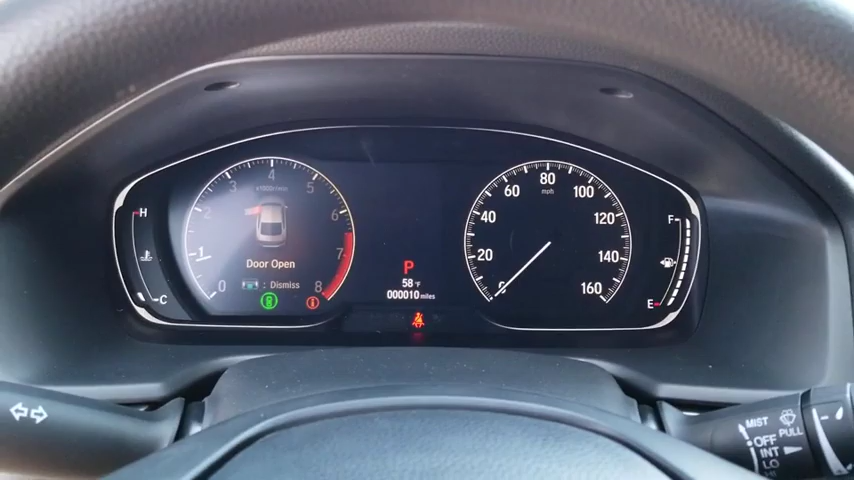 H
C
x1000r/min
0
1
2
3
4
5
6
7
8
Door Open
: Dismiss
P
58°F
000010 miles
0
20
40
60
80
100
120
140
160
mph
F
E
MIST
PULL
OFF
INT
LO
HI